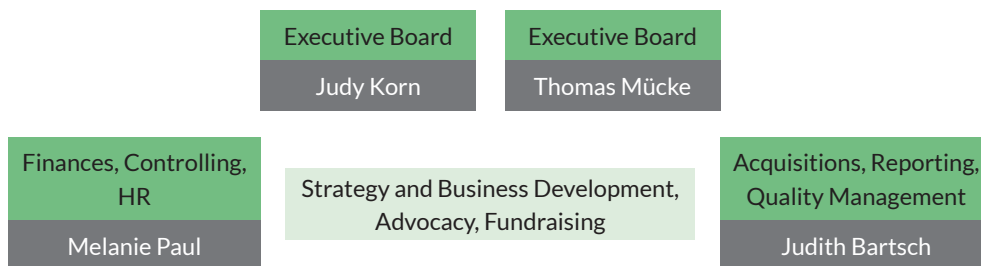 Executive Board
Executive Board
Judy Korn
Thomas Mücke
Finances, Controlling,
HR
Melanie Paul
Strategy and Business Development,
Advocacy, Fundraising
Acquisitions, Reporting,
Quality Management
Judith Bartsch